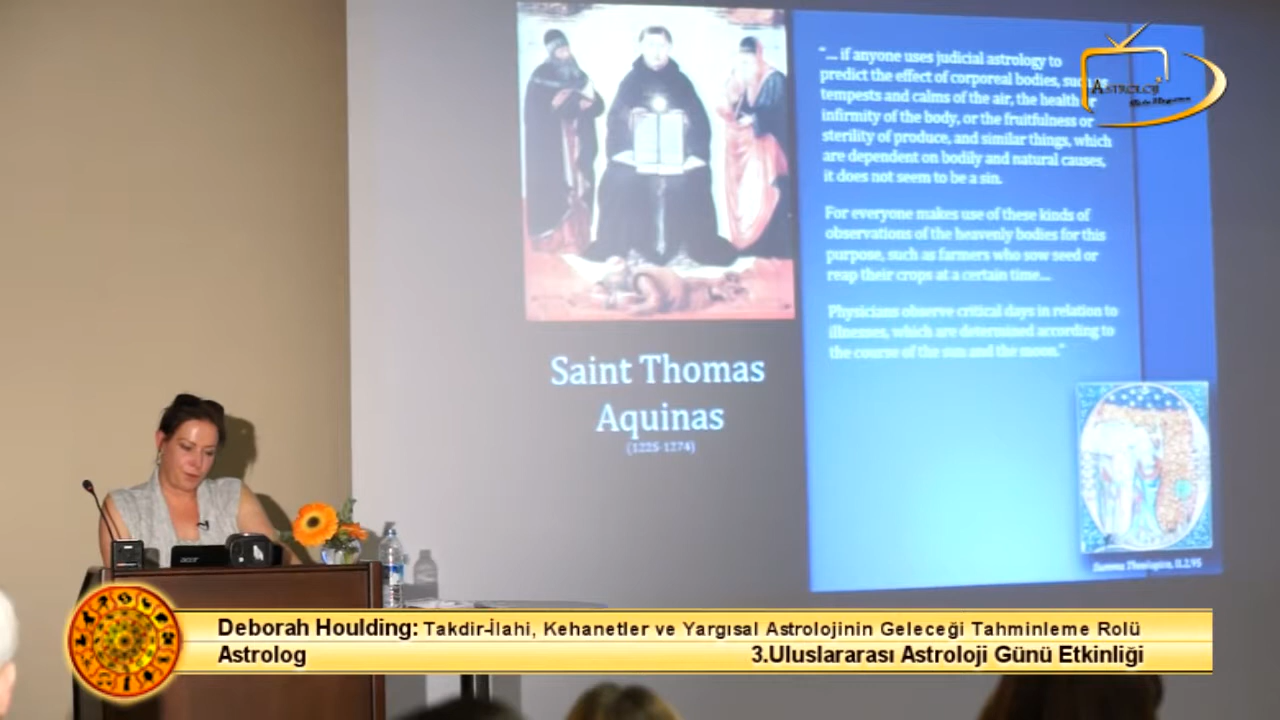 "... if anyone uses judicial astrology to
predict the effect of corporeal bodies, such as
tempests and calms of the air, the health or
infirmity of the body, or the fruitfulness or
sterility of produce, and similar things, which
are dependent on bodily and natural causes,
it does not seem to be a sin.
For everyone makes use of these kinds of
observations of the heavenly bodies for this
purpose, such as farmers who sow seed or
reap their crops at a certain time...
Physicians observe critical days in relation to
illnesses, which are determined according to
the course of the sun and the moon."
ASTROLOJİ
Saint Thomas
Aquinas
(1225-1274)
Summa Theologica, II.2.95
acer
Deborah Houlding: Takdir-İlahi, Kehanetler ve Yargısal Astrolojinin Geleceği Tahminleme Rolü
Astrolog
3.Uluslararası Astroloji Günü Etkinliği